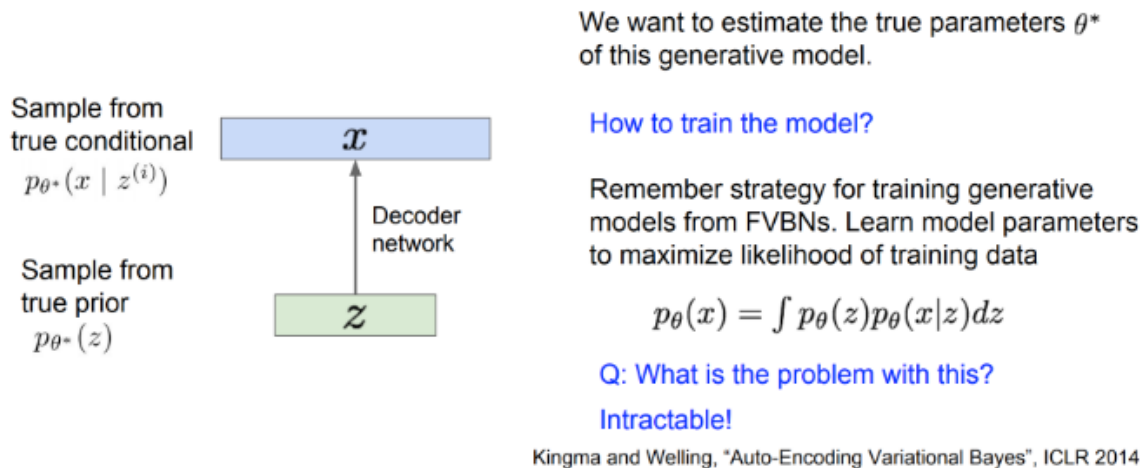 We want to estimate the true parameters θ*
of this generative model.
Sample from
true conditional
pθ*(x | z(i))
x
Decoder
network
Sample from
true prior
pθ*(z)
z
How to train the model?
Remember strategy for training generative
models from FVBNs. Learn model parameters
to maximize likelihood of training data
pθ(x) = ∫ pθ(z)pθ(x|z)dz
Q: What is the problem with this?
Intractable!
Kingma and Welling, “Auto-Encoding Variational Bayes”, ICLR 2014